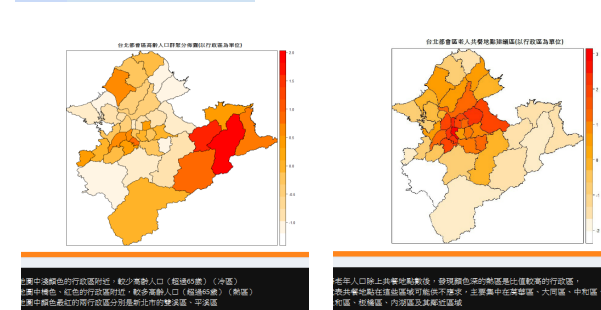 台北都會區高齡人口群聚分佈圖(以行政區為單位)
台北都會區老人共餐地點排擠區(以行政區為單位)
圖中淺顏色的行政區附近，較少高齡人口（超過65歲）（冷區）
圖中橘色、紅色的行政區附近，較多高齡人口（超過65歲）（熱區）
圖中顏色最紅的兩行政區分別是新北市的雙溪區、平溪區
老年人口除上共餐地點數後，發現顏色深的熱區是比值較高的行政區，
表共餐地點在這些區域可能供不應求，主要集中在萬華區、大同區、中和區
和區、板橋區、內湖區及其鄰近區域